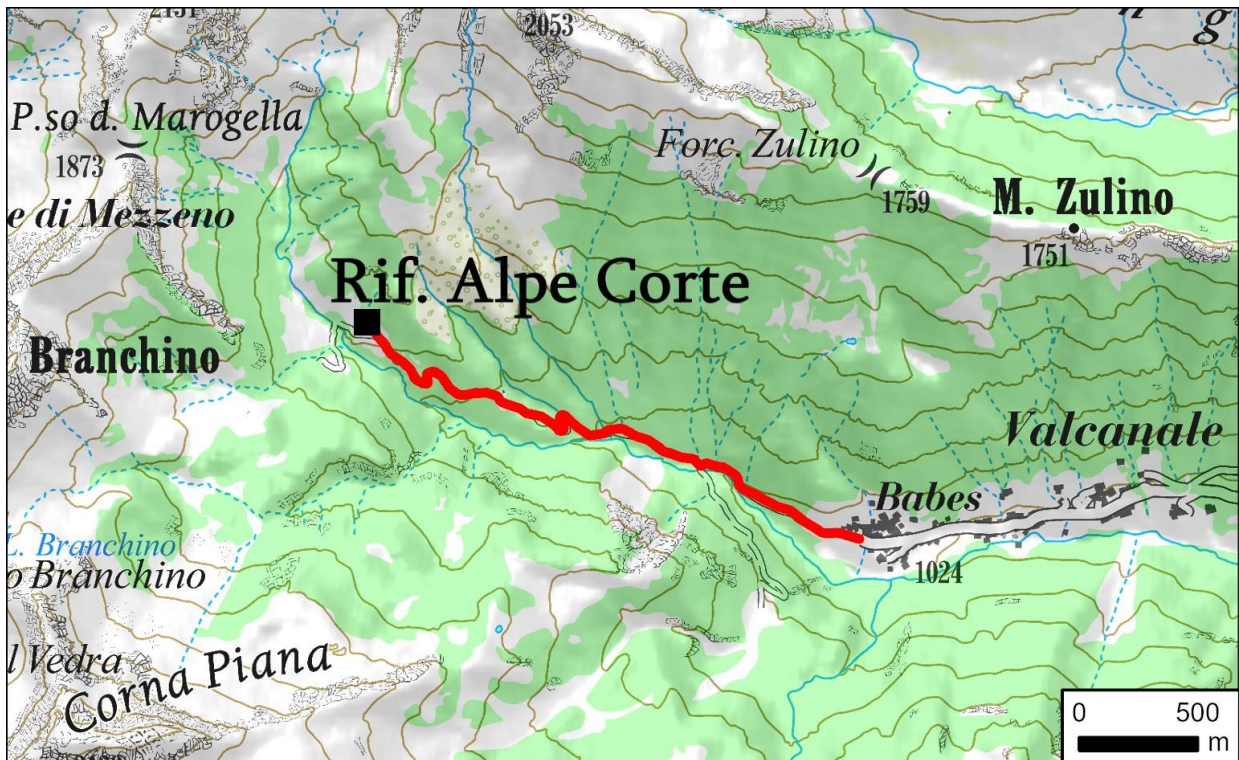 2053
g
P.so d. Marogella
1873
Forc. Zulino
1759
M. Zulino
1751
e di Mezzeno
Rif. Alpe Corte
Branchino
Valcanale
Babes
L. Branchino
o Branchino
1024
l Vedra
Corna Piana
0 500
m